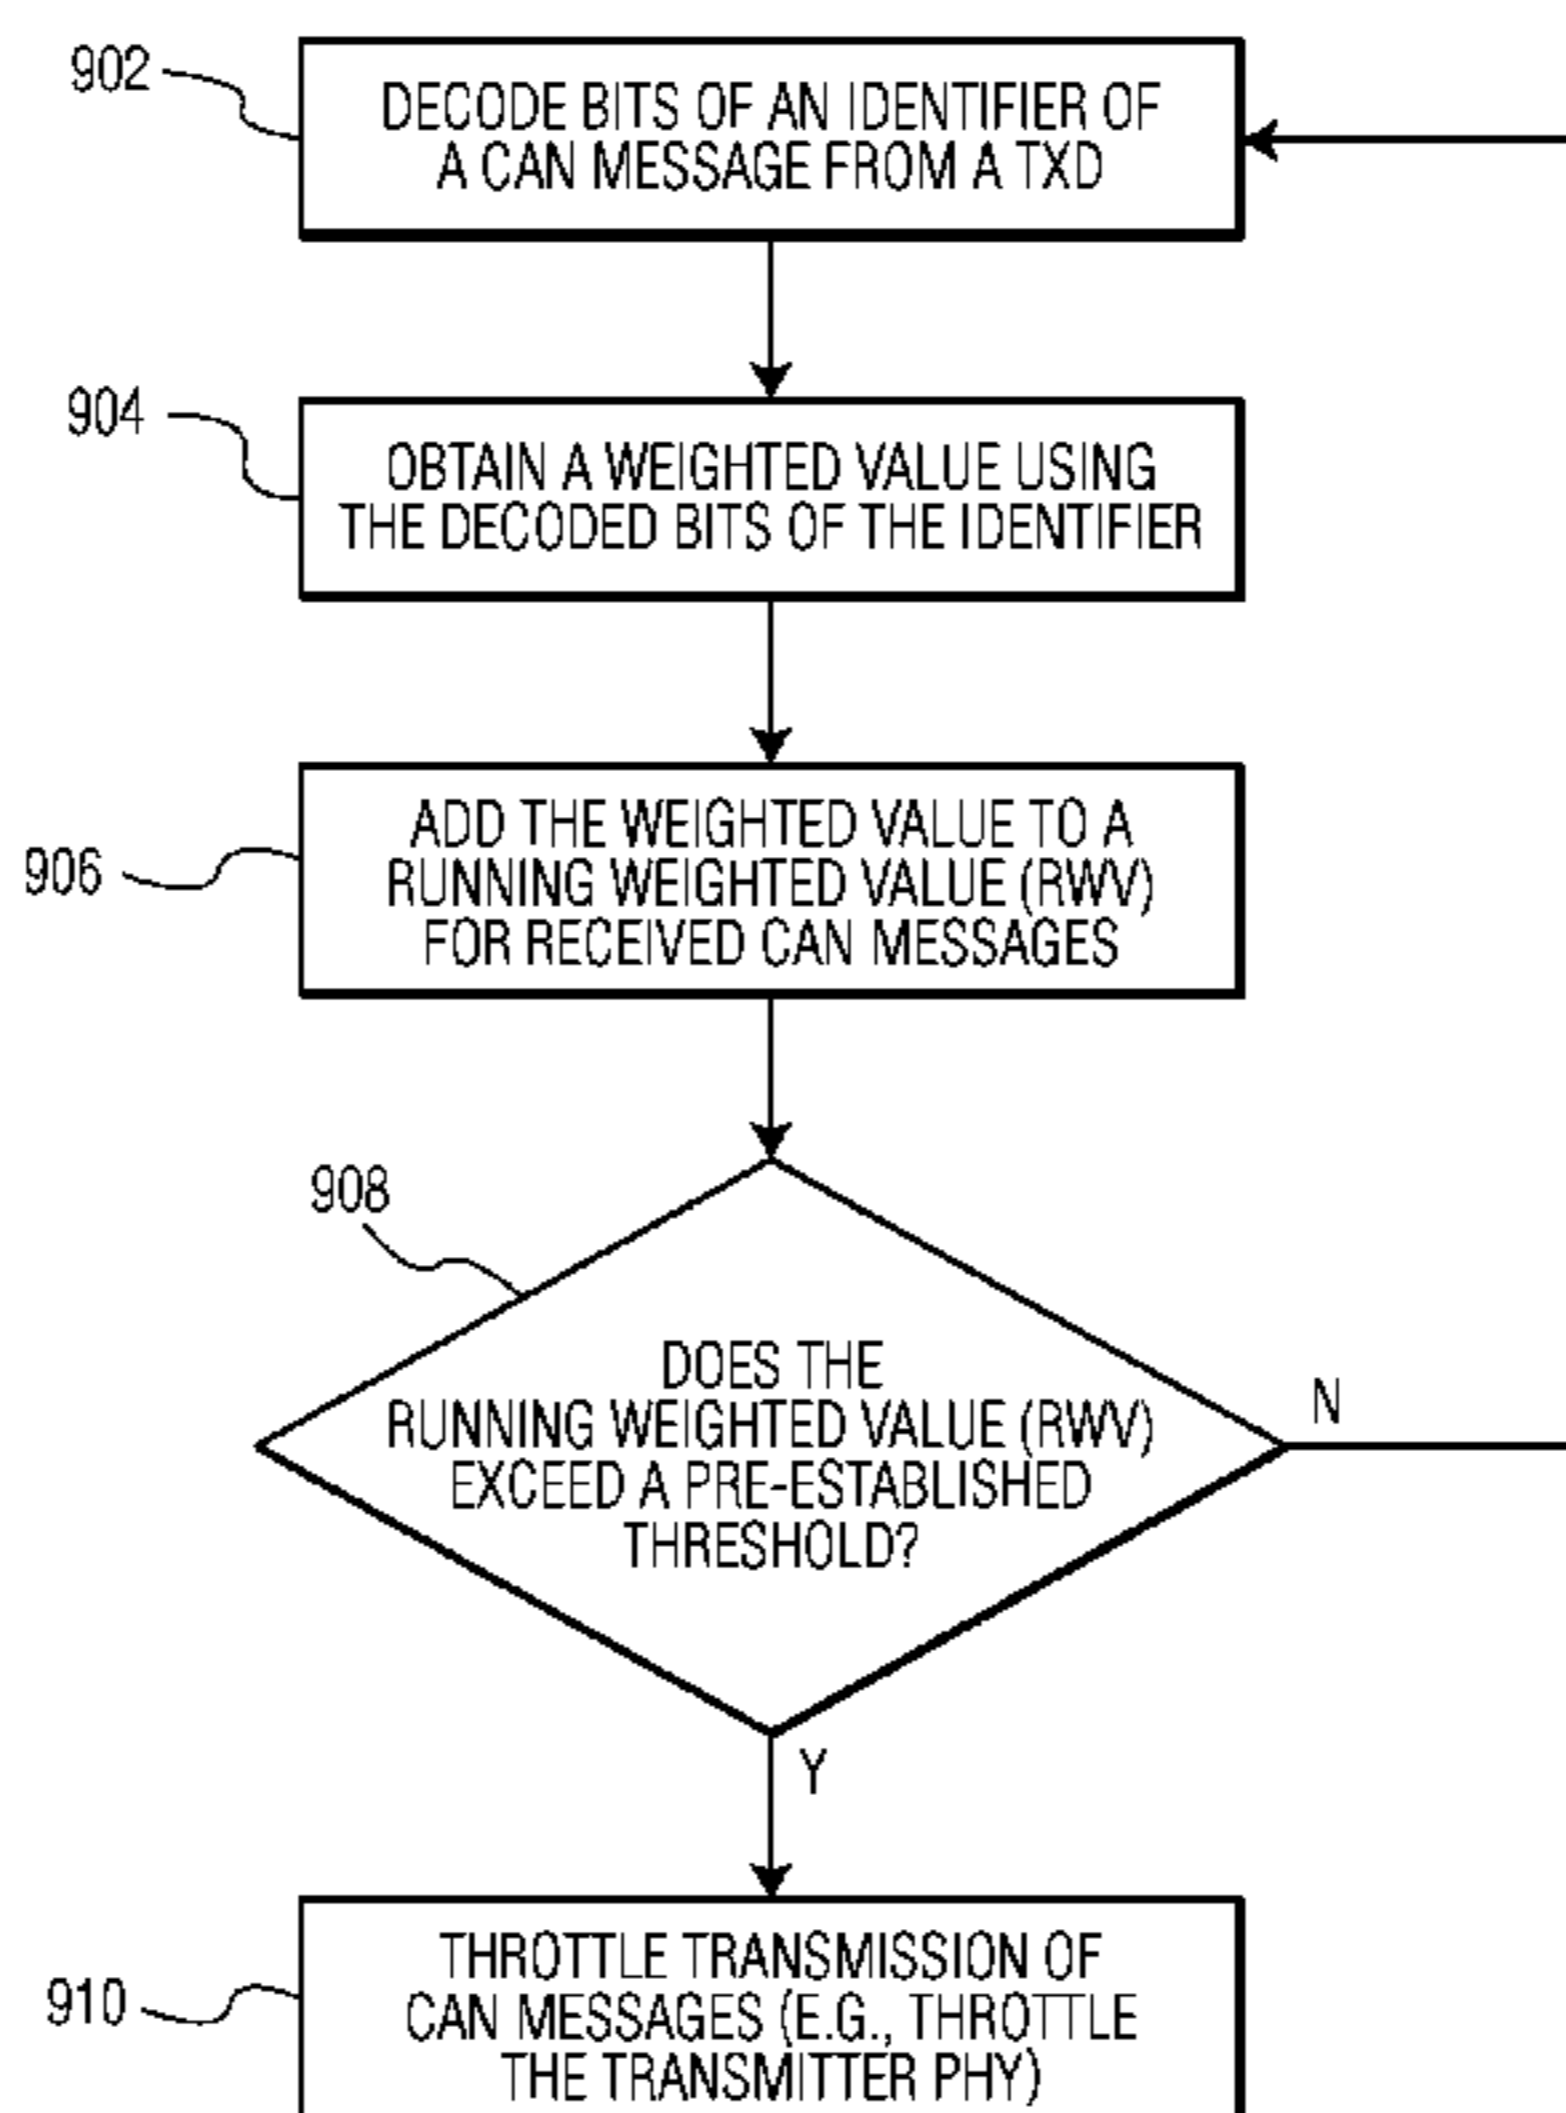 902
DECODE BITS OF AN IDENTIFIER OF
A CAN MESSAGE FROM A TXD
904
OBTAIN A WEIGHTED VALUE USING
THE DECODED BITS OF THE IDENTIFIER
906
ADD THE WEIGHTED VALUE TO A
RUNNING WEIGHTED VALUE (RWV)
FOR RECEIVED CAN MESSAGES
908
DOES THE
RUNNING WEIGHTED VALUE (RWV)
EXCEED A PRE-ESTABLISHED
THRESHOLD?
N
Y
910
THROTTLE TRANSMISSION OF
CAN MESSAGES (E.G., THROTTLE
THE TRANSMITTER PHY)